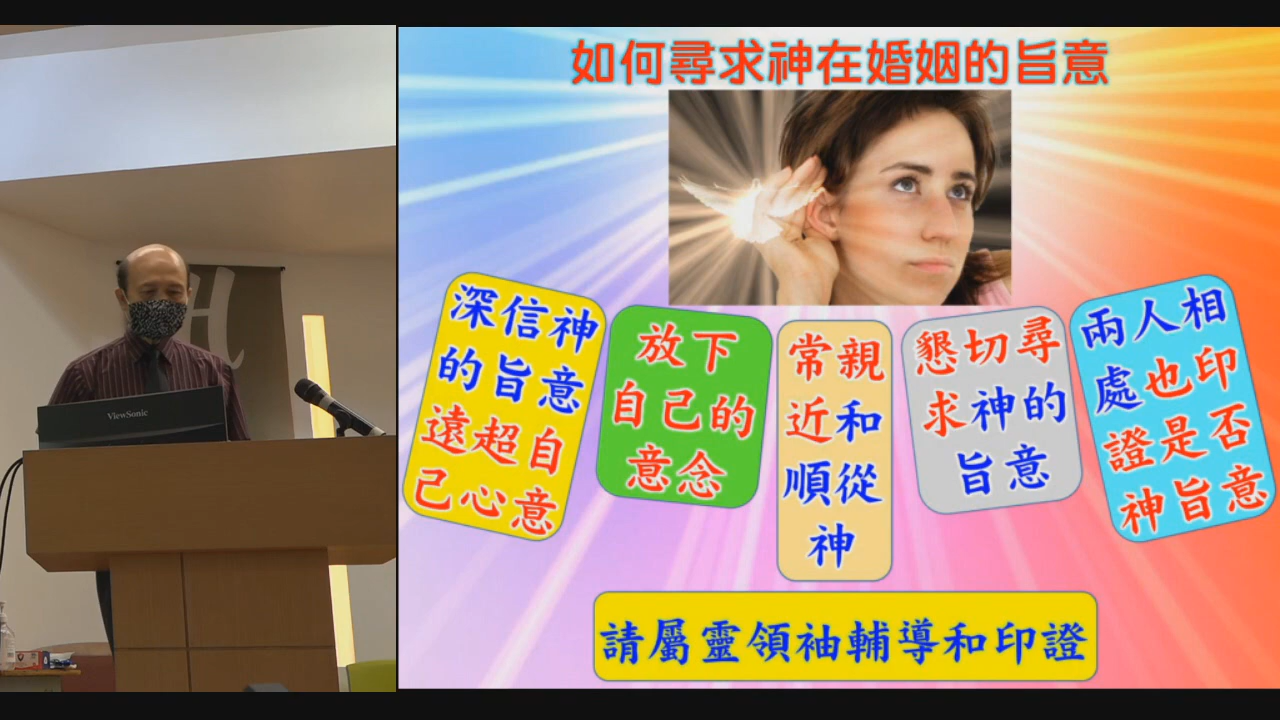 如何尋求神在婚姻的旨意
深信神
的旨意
遠超自
己心意
放下
自己的
意念
常親
近和
順從
神
懇切尋
求神的
旨意
兩人相
處也印
證是否
神旨意
請屬靈領袖輔導和印證
H
ViewSonic